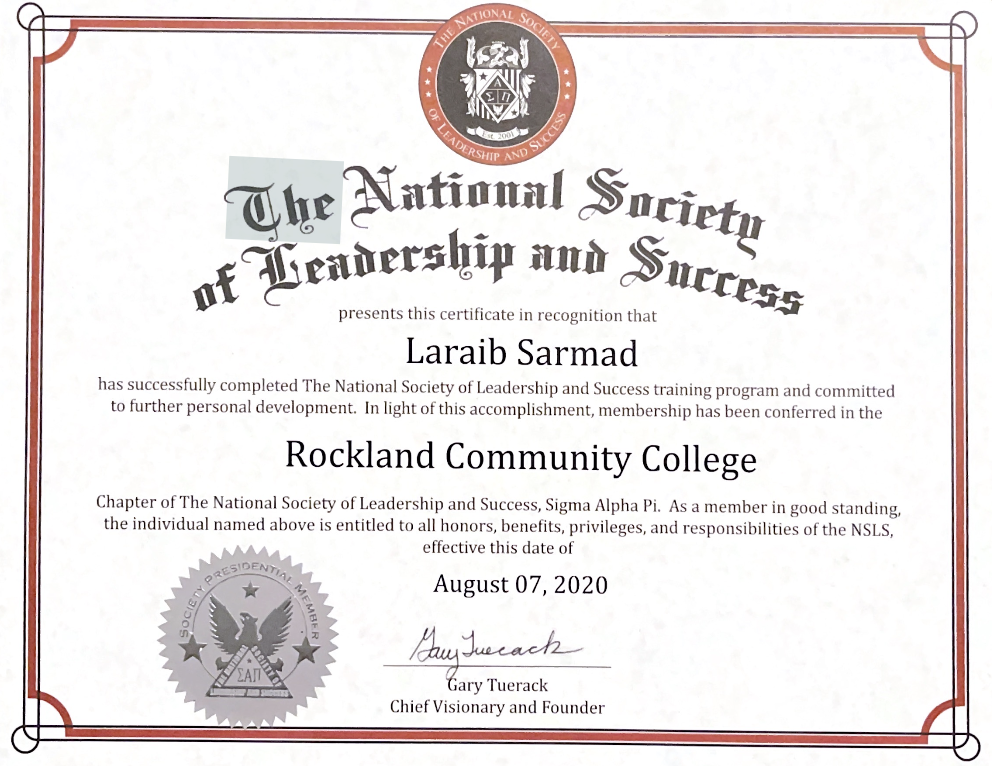 THE NATIONAL SOCIETY
OF LEADERSHIP AND SUCCESS
ΣΠ
Est. 2001
The National Society
of Leadership and Success
presents this certificate in recognition that
Laraib Sarmad
has successfully completed The National Society of Leadership and Success training program and committed
to further personal development. In light of this accomplishment, membership has been conferred in the
Rockland Community College
Chapter of The National Society of Leadership and Success, Sigma Alpha Pi. As a member in good standing,
the individual named above is entitled to all honors, benefits, privileges, and responsibilities of the NSLS,
effective this date of
August 07, 2020
SOCIETY PRESIDENTIAL MEMBER
ΣΑΠ
Gary Tuerack
Gary Tuerack
Chief Visionary and Founder